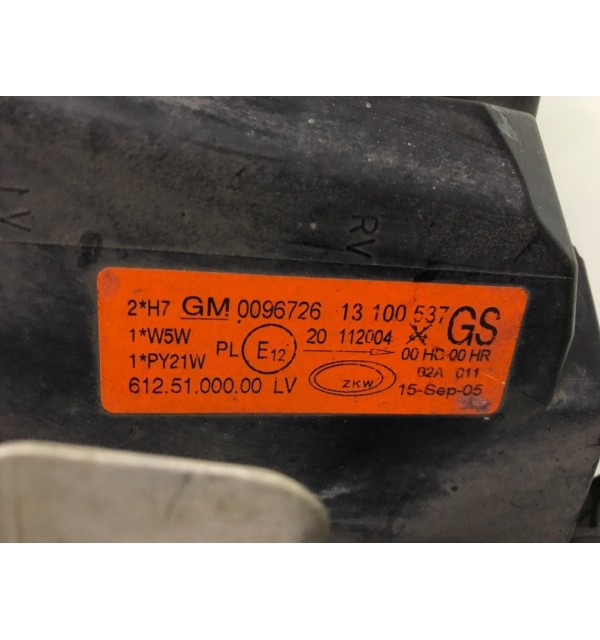 LV
RV
2*H7 GM 0096726 13 100 537 GS
1*W5W PL E12 20 112004 X
1*PY21W 00 HC 00 HR
02A 011
612.51.000.00 LV ZKW 15-Sep-05